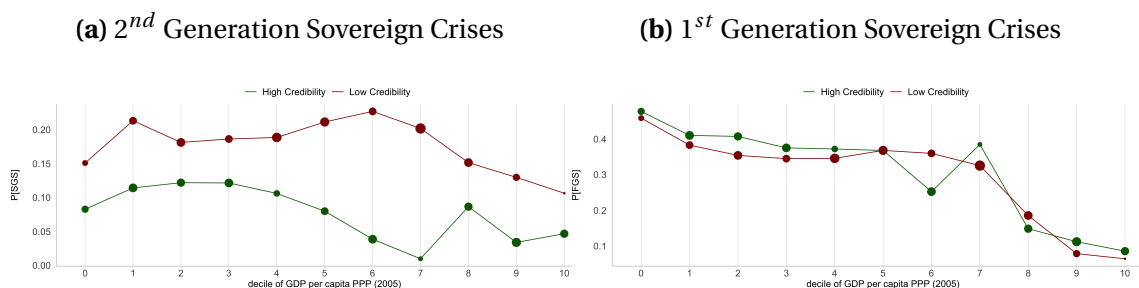 (a) 2nd Generation Sovereign Crises
High Credibility Low Credibility
P[SGS]
0.20
0.15
0.10
0.05
0.00
0 1 2 3 4 5 6 7 8 9 10
decile of GDP per capita PPP (2005)
(b) 1st Generation Sovereign Crises
High Credibility Low Credibility
P[FGS]
0.4
0.3
0.2
0.1
0 1 2 3 4 5 6 7 8 9 10
decile of GDP per capita PPP (2005)